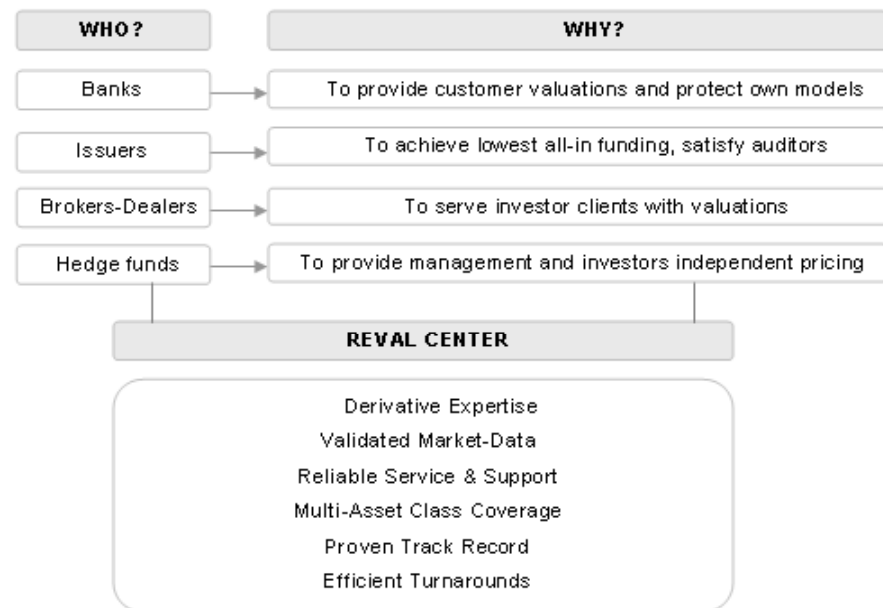 WHO?
WHY?
Banks
To provide customer valuations and protect own models
Issuers
To achieve lowest all-in funding, satisfy auditors
Brokers-Dealers
To serve investor clients with valuations
Hedge funds
To provide management and investors independent pricing
REVAL CENTER
Derivative Expertise
Validated Market-Data
Reliable Service & Support
Multi-Asset Class Coverage
Proven Track Record
Efficient Turnarounds